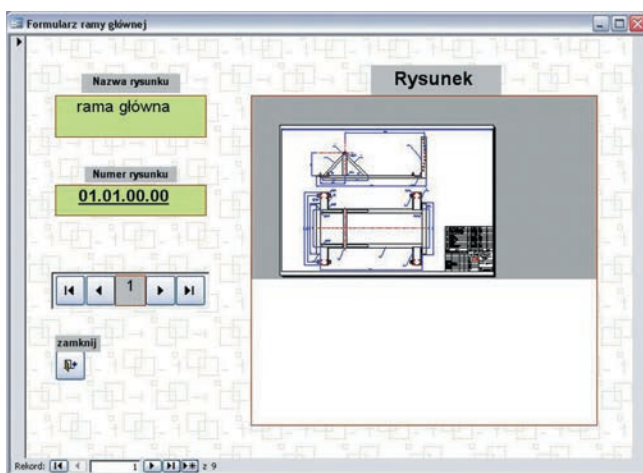 Formularz ramy głównej
Nazwa rysunku
rama główna
Numer rysunku
01.01.00.00
1
zamknij
Rysunek
Rekord: 1 z 9